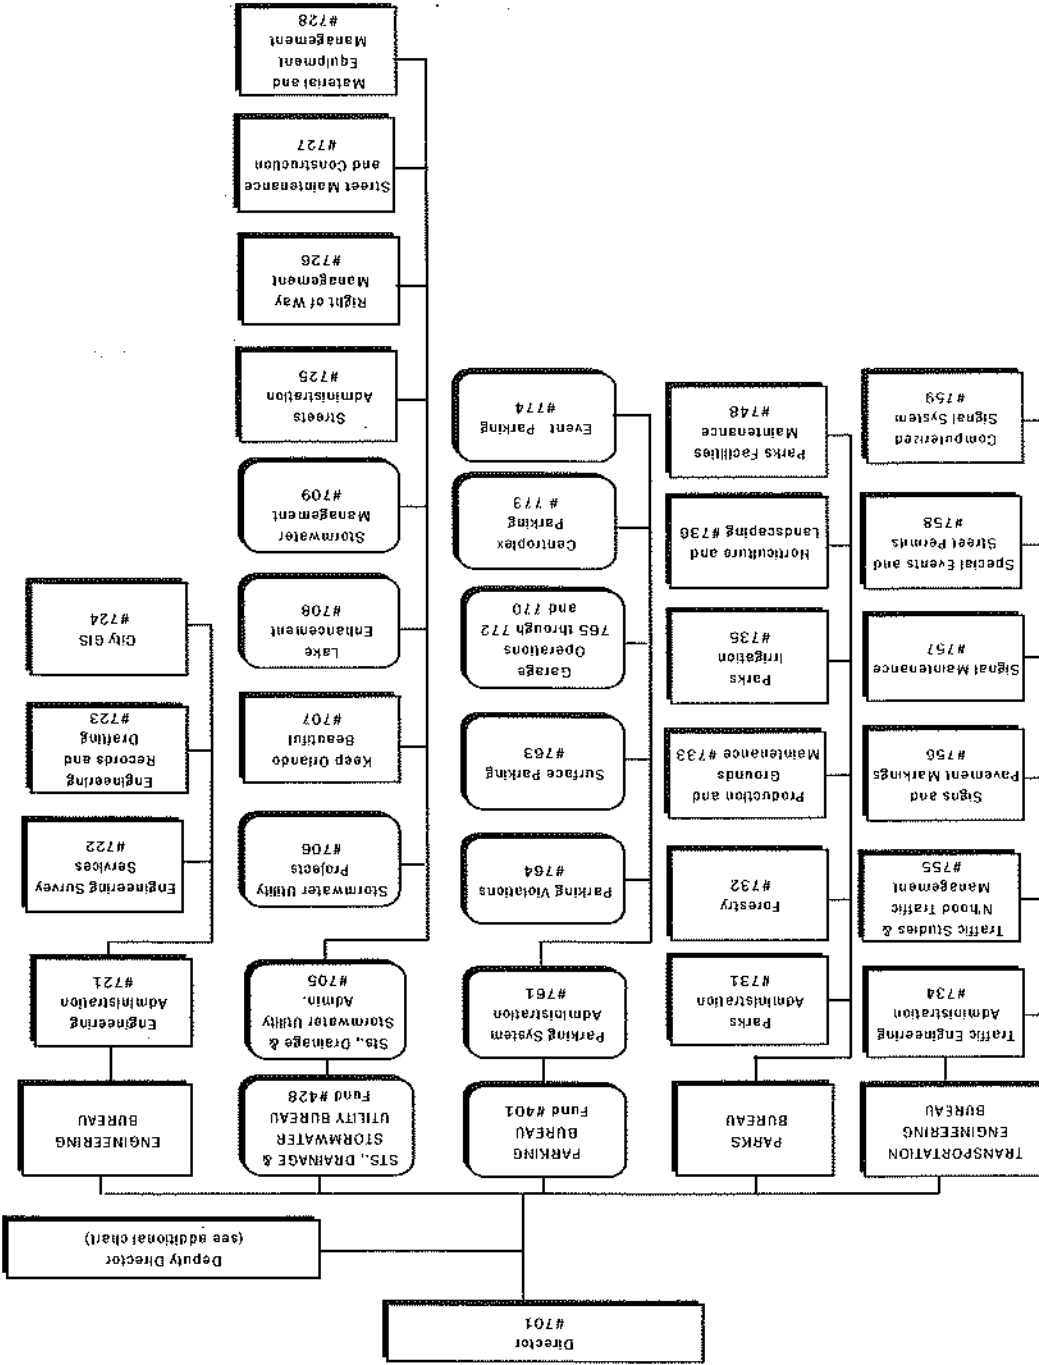 Director
#701
Deputy Director
(see additional chart)
TRANSPORTATION
ENGINEERING
BUREAU
PARKS
BUREAU
PARKING
BUREAU
Fund #401
STS., DRAINAGE &
STORMWATER
UTILITY BUREAU
Fund #428
ENGINEERING
BUREAU
Traffic Engineering
Administration
#734
Traffic Studies &
N'hood Traffic
Management
#755
Signs and
Pavement Markings
#756
Signal Maintenance
#757
Special Events and
Street Permits
#758
Computerized
Signal System
#759
Parks
Administration
#731
Forestry
#732
Production and
Grounds
Maintenance #733
Parks
Irrigation
#735
Horticulture and
Landscaping #736
Parks Facilities
Maintenance
#748
Parking System
Administration
#761
Parking Violations
#764
Surface Parking
#763
Garage
Operations
765 through 772
and 770
Centroplex
Parking
# 773
Event Parking
#774
Sts., Drainage &
Stormwater Utility
Admin.
#705
Stormwater Utility
Projects
#706
Keep Orlando
Beautiful
#707
Lake
Enhancement
#708
Stormwater
Management
#709
Streets
Administration
#725
Right of Way
Management
#726
Street Maintenance
and Construction
#727
Material and
Equipment
Management
#728
Engineering
Administration
#721
Engineering Survey
Services
#722
Engineering
Records and
Drafting
#723
City GIS
#724